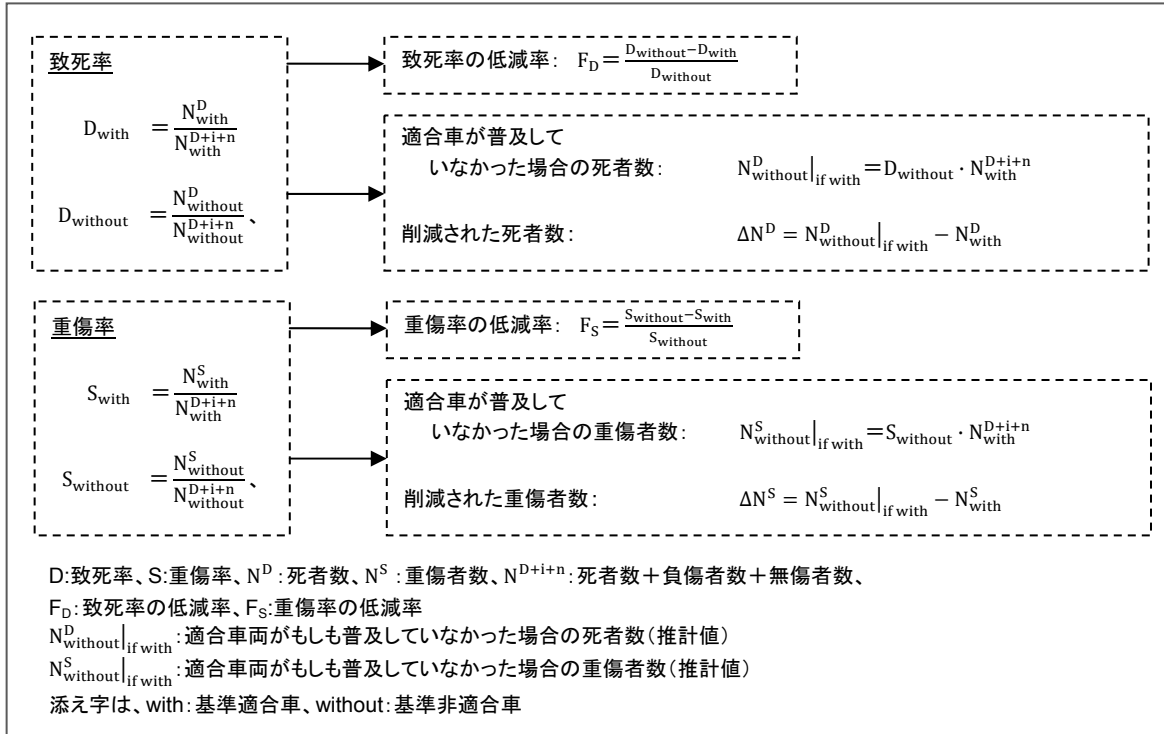 致死率
D_with = N^D_with / N^{D+i+n}_with
D_without = N^D_without / N^{D+i+n}_without、
致死率の低減率： F_D＝(D_without−D_with) / D_without
適合車が普及して
いなかった場合の死者数： N^D_without|_if with＝D_without · N^{D+i+n}_with
削減された死者数： ΔN^D = N^D_without|_if with − N^D_with
重傷率
S_with = N^S_with / N^{D+i+n}_with
S_without = N^S_without / N^{D+i+n}_without、
重傷率の低減率： F_S＝(S_without−S_with) / S_without
適合車が普及して
いなかった場合の重傷者数： N^S_without|_if with＝S_without · N^{D+i+n}_with
削減された重傷者数： ΔN^S = N^S_without|_if with − N^S_with
D:致死率、S:重傷率、N^D：死者数、N^S：重傷者数、N^{D+i+n}：死者数＋負傷者数＋無傷者数、
F_D：致死率の低減率、F_S:重傷率の低減率
N^D_without|_if with：適合車両がもしも普及していなかった場合の死者数（推計値）
N^S_without|_if with：適合車両がもしも普及していなかった場合の重傷者数（推計値）
添え字は、with：基準適合車、without：基準非適合車